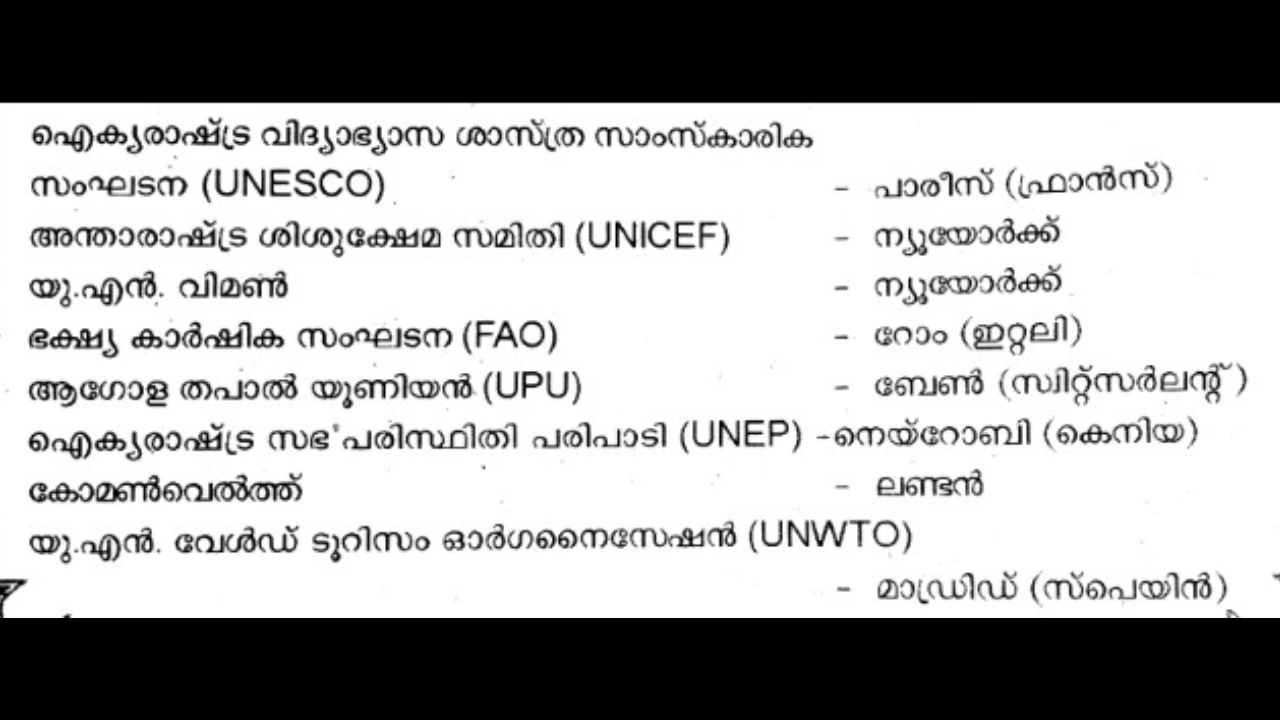 ഐക്യരാഷ്ട്ര വിദ്യാഭ്യാസ ശാസ്ത്ര സാംസ്കാരിക
സംഘടന (UNESCO) - പാരീസ് (ഫ്രാൻസ്)
അന്താരാഷ്ട്ര ശിശുക്ഷേമ സമിതി (UNICEF) - ന്യൂയോർക്ക്
യു.എൻ. വിമൺ - ന്യൂയോർക്ക്
ഭക്ഷ്യ കാർഷിക സംഘടന (FAO) - റോം (ഇറ്റലി)
ആഗോള തപാൽ യൂണിയൻ (UPU) - ബേൺ (സ്വിറ്റ്സർലന്റ്)
ഐക്യരാഷ്ട്ര സഭ പരിസ്ഥിതി പരിപാടി (UNEP) -നെയ്റോബി (കെനിയ)
കോമൺവെൽത്ത് - ലണ്ടൻ
യു.എൻ. വേൾഡ് ടൂറിസം ഓർഗനൈസേഷൻ (UNWTO)
- മാഡ്രിഡ് (സ്പെയിൻ)